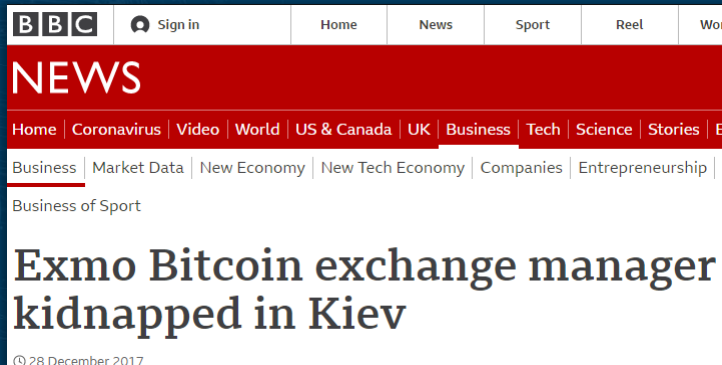 BBC Sign in Home News Sport Reel
NEWS
Home Coronavirus Video World US & Canada UK Business Tech Science Stories
Business Market Data New Economy New Tech Economy Companies Entrepreneurship
Business of Sport
Exmo Bitcoin exchange manager
kidnapped in Kiev
28 December 2017